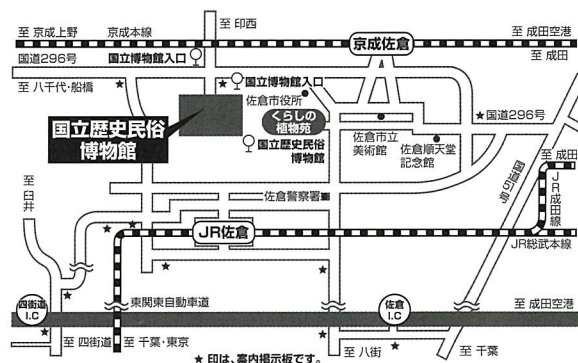 至 印西
至 京成上野
京成本線
京成佐倉
至 成田空港
国道296号
国立博物館入口
至 成田
至 八千代・船橋
国立博物館入口
佐倉市役所
くらしの
植物苑
★国道296号
国立歴史民俗
博物館
佐倉市立
美術館
佐倉順天堂
記念館
国立歴史民俗
博物館
国道51号
至 成田
JR成田線
至 臼井
佐倉警察署
JR佐倉
JR総武本線
四街道
I.C
東関東自動車道
佐倉
I.C
至 成田空港
至 四街道
至 千葉・東京
至 八街
至 千葉
★印は、案内掲示板です。